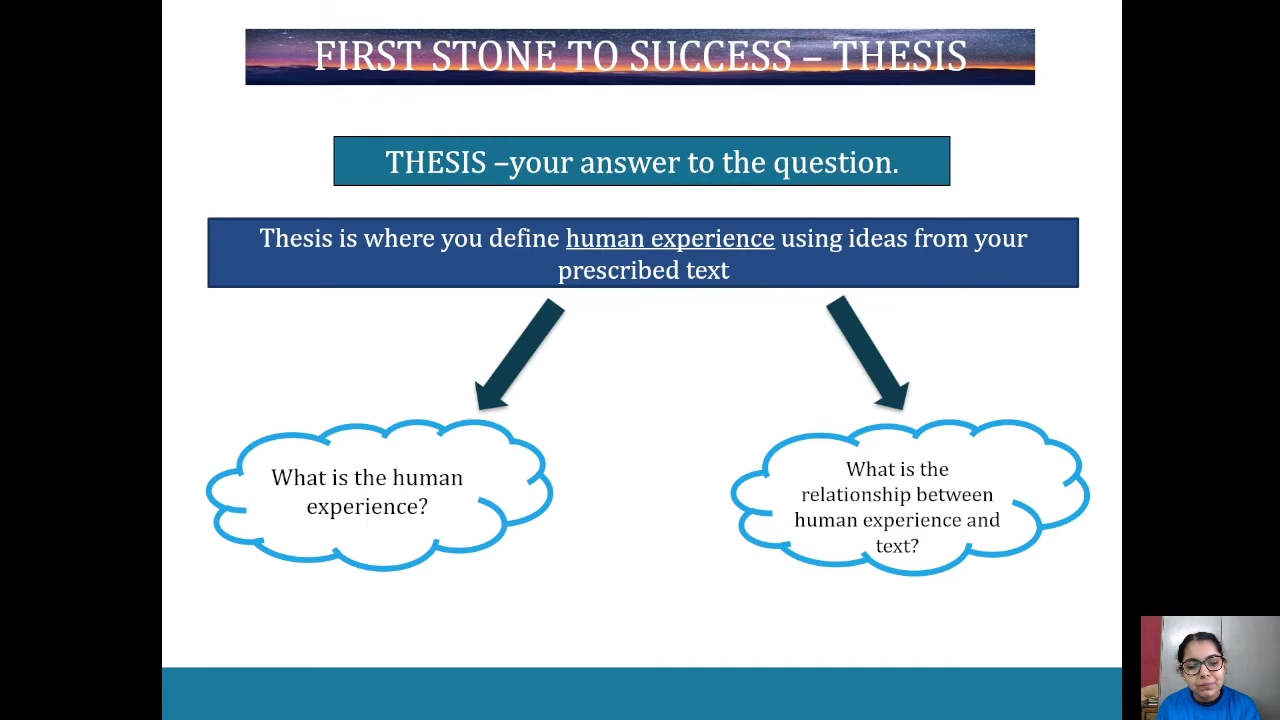 FIRST STONE TO SUCCESS – THESIS
THESIS –your answer to the question.
Thesis is where you define human experience using ideas from your
prescribed text
What is the human
experience?
What is the
relationship between
human experience and
text?